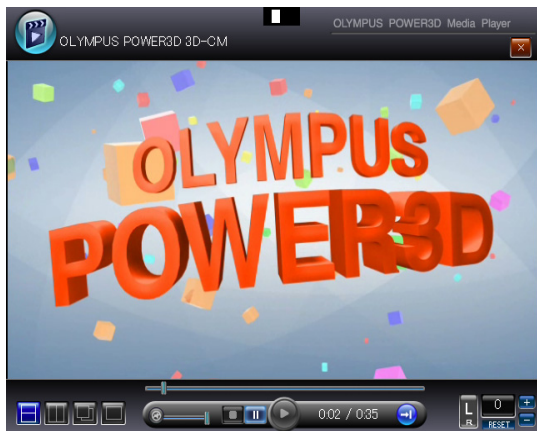 OLYMPUS POWER3D Media Player
OLYMPUS POWER3D 3D-CM
OLYMPUS
POWER3D
0:02 / 0:35
L
R
0
RESET